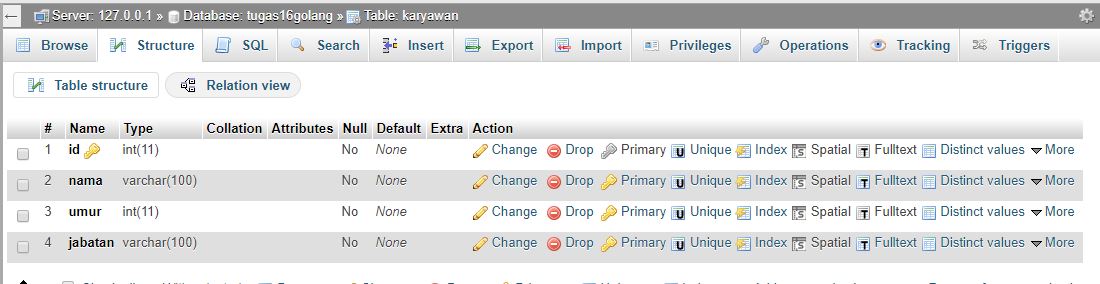 Server: 127.0.0.1 » Database: tugas16golang » Table: karyawan
Browse Structure SQL Search Insert Export Import Privileges Operations Tracking Triggers
Table structure Relation view
# Name Type Collation Attributes Null Default Extra Action
1 id int(11) No None Change Drop Primary Unique Index Spatial Fulltext Distinct values More
2 nama varchar(100) No None Change Drop Primary Unique Index Spatial Fulltext Distinct values More
3 umur int(11) No None Change Drop Primary Unique Index Spatial Fulltext Distinct values More
4 jabatan varchar(100) No None Change Drop Primary Unique Index Spatial Fulltext Distinct values More